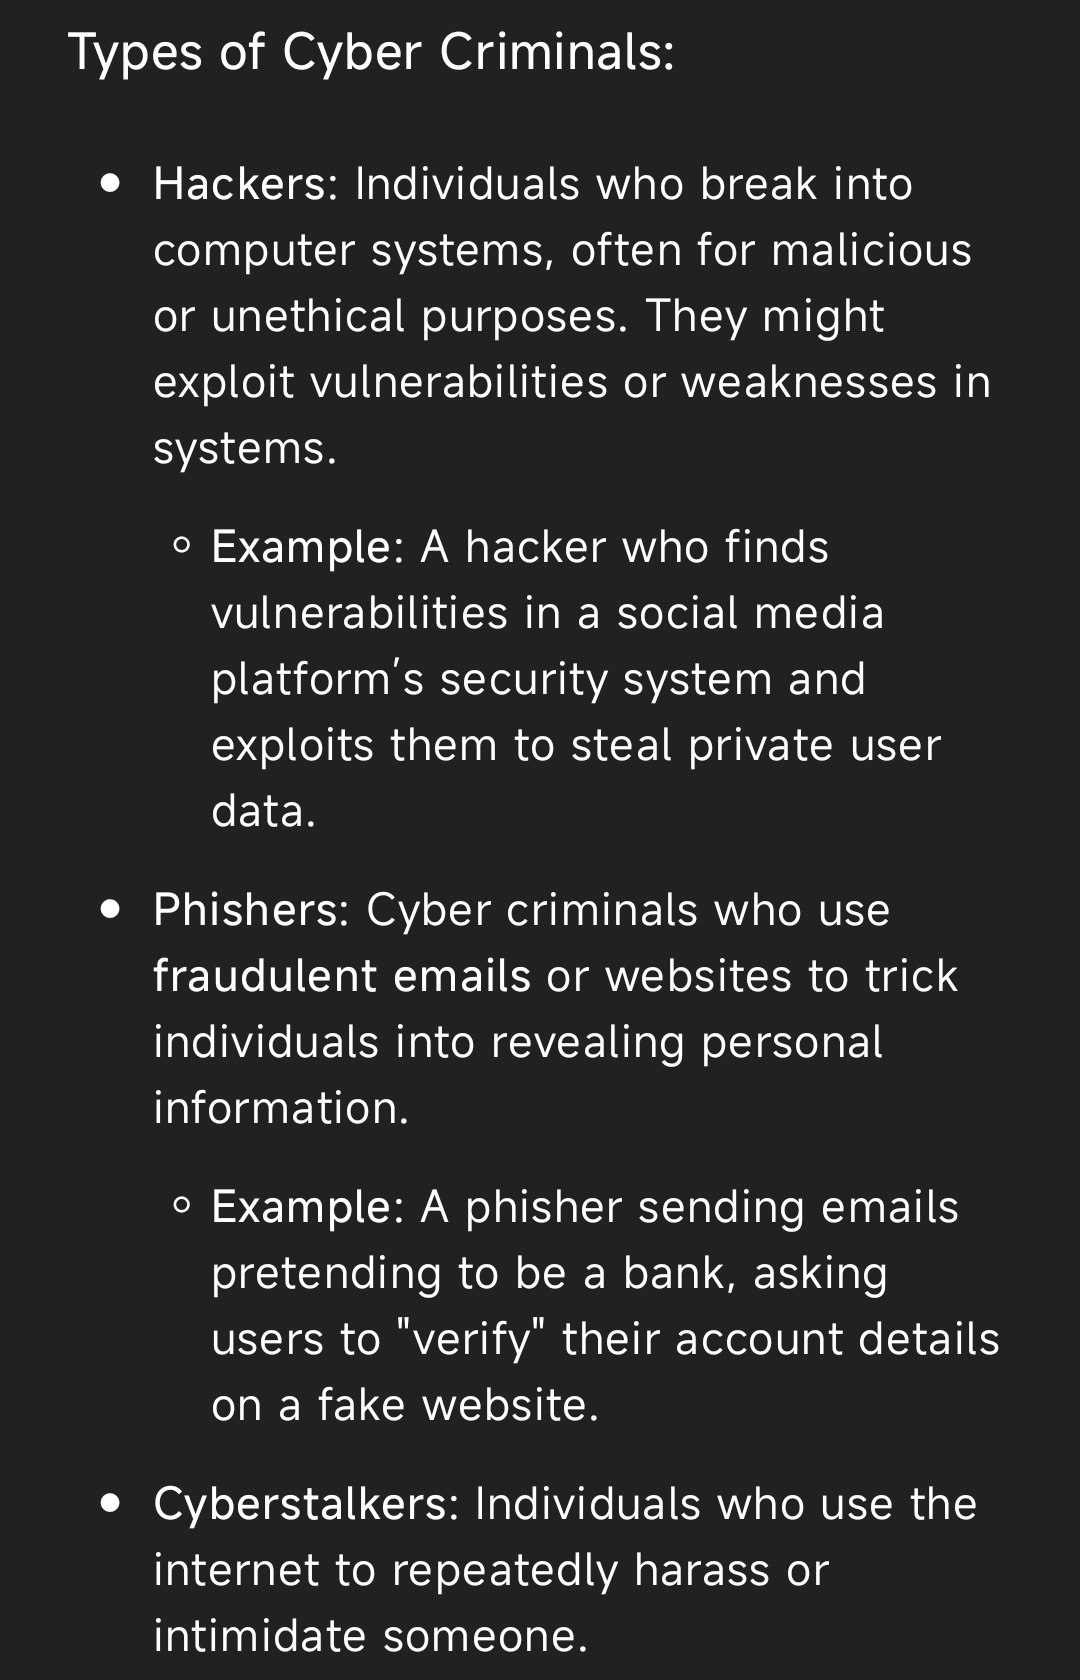 Types of Cyber Criminals:
• Hackers: Individuals who break into
computer systems, often for malicious
or unethical purposes. They might
exploit vulnerabilities or weaknesses in
systems.
◦ Example: A hacker who finds
vulnerabilities in a social media
platform's security system and
exploits them to steal private user
data.
• Phishers: Cyber criminals who use
fraudulent emails or websites to trick
individuals into revealing personal
information.
◦ Example: A phisher sending emails
pretending to be a bank, asking
users to "verify" their account details
on a fake website.
• Cyberstalkers: Individuals who use the
internet to repeatedly harass or
intimidate someone.